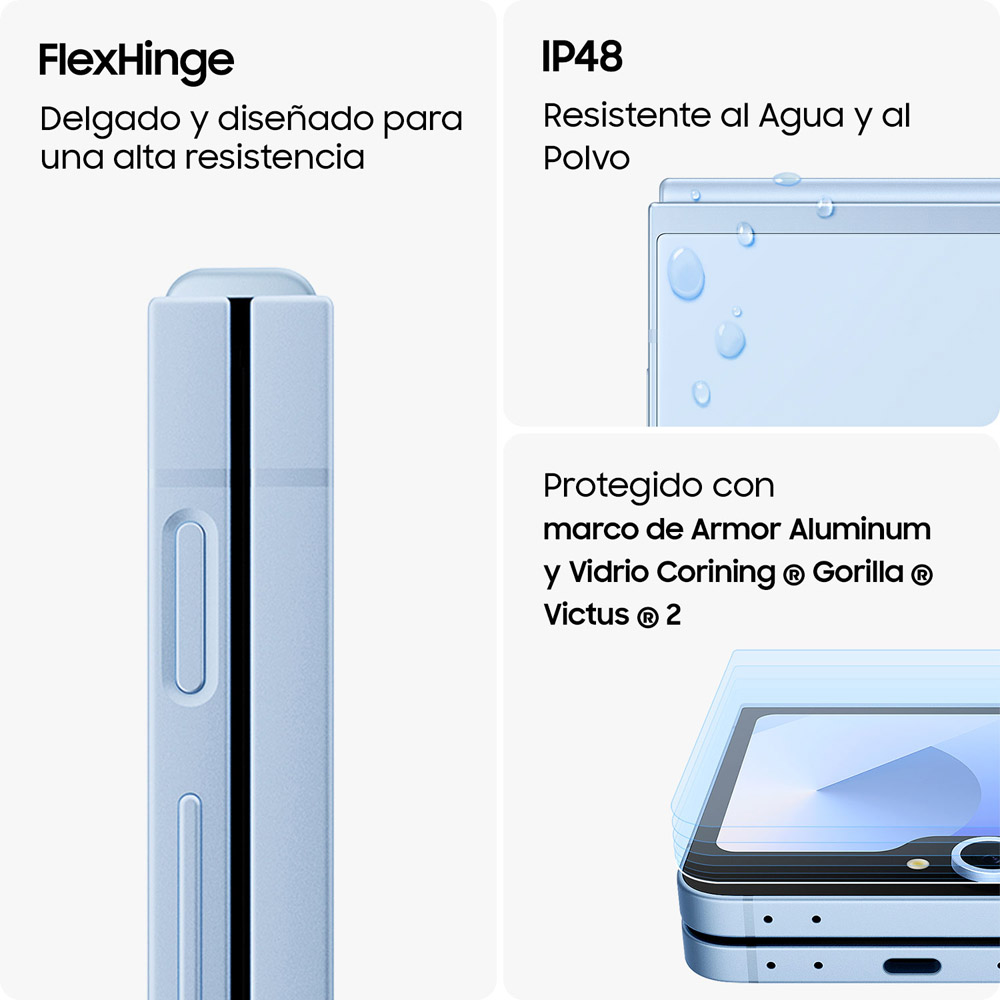 FlexHinge
Delgado y diseñado para
una alta resistencia
IP48
Resistente al Agua y al
Polvo
Protegido con
marco de Armor Aluminum
y Vidrio Corining ® Gorilla ®
Victus ® 2